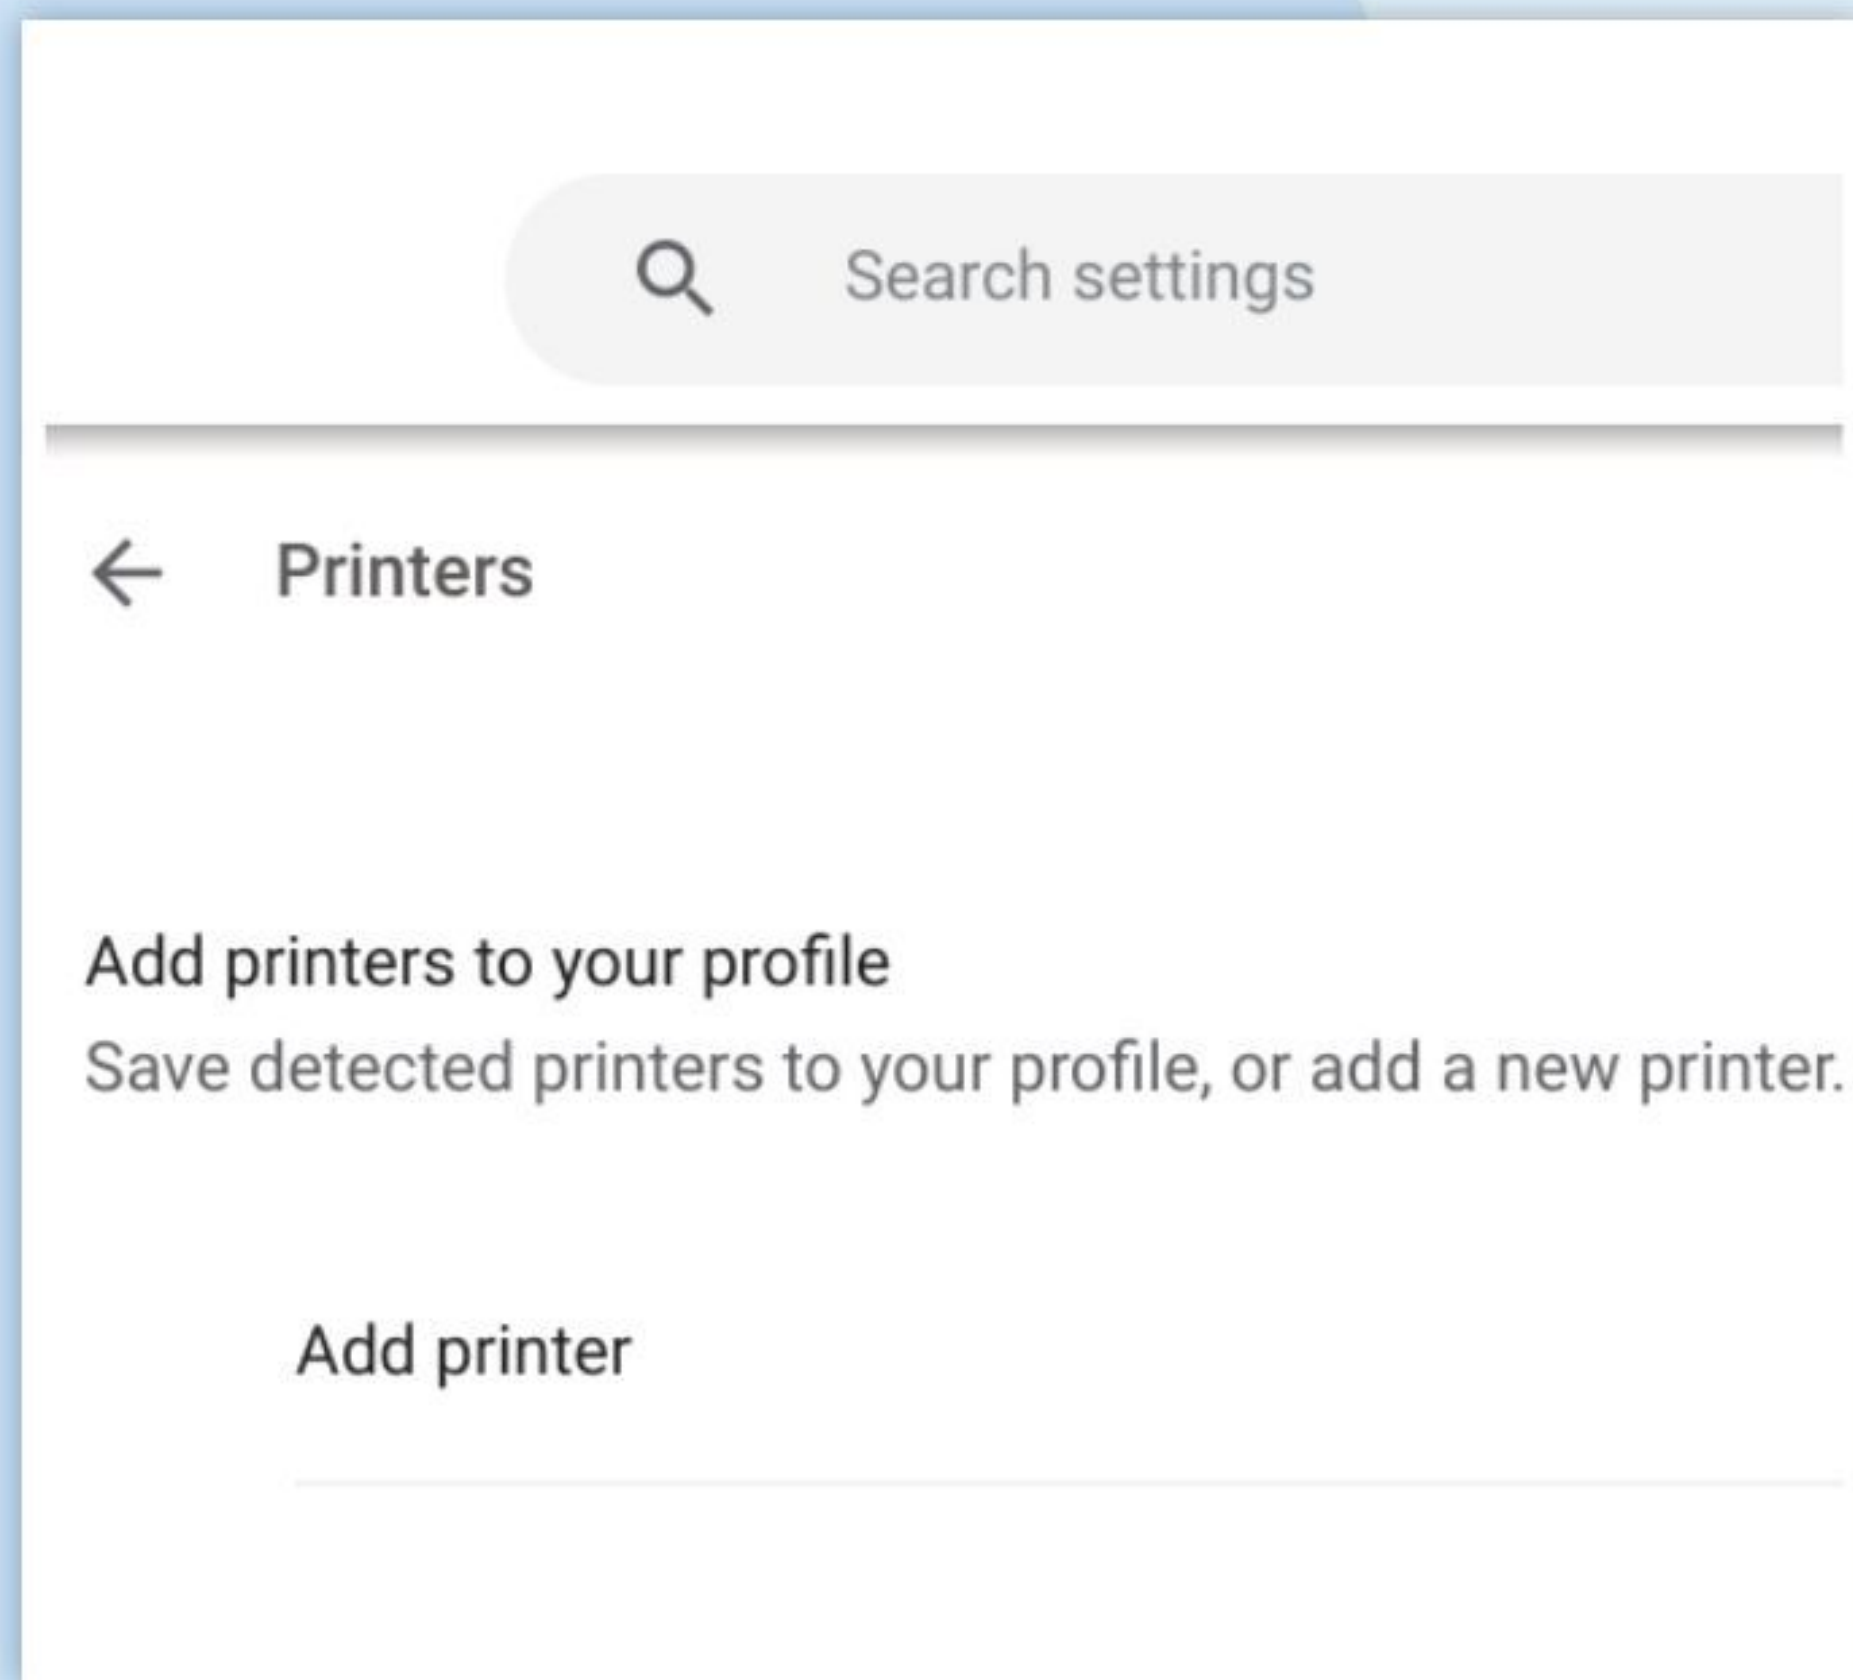 Search settings
Printers
Add printers to your profile
Save detected printers to your profile, or add a new printer.
Add printer